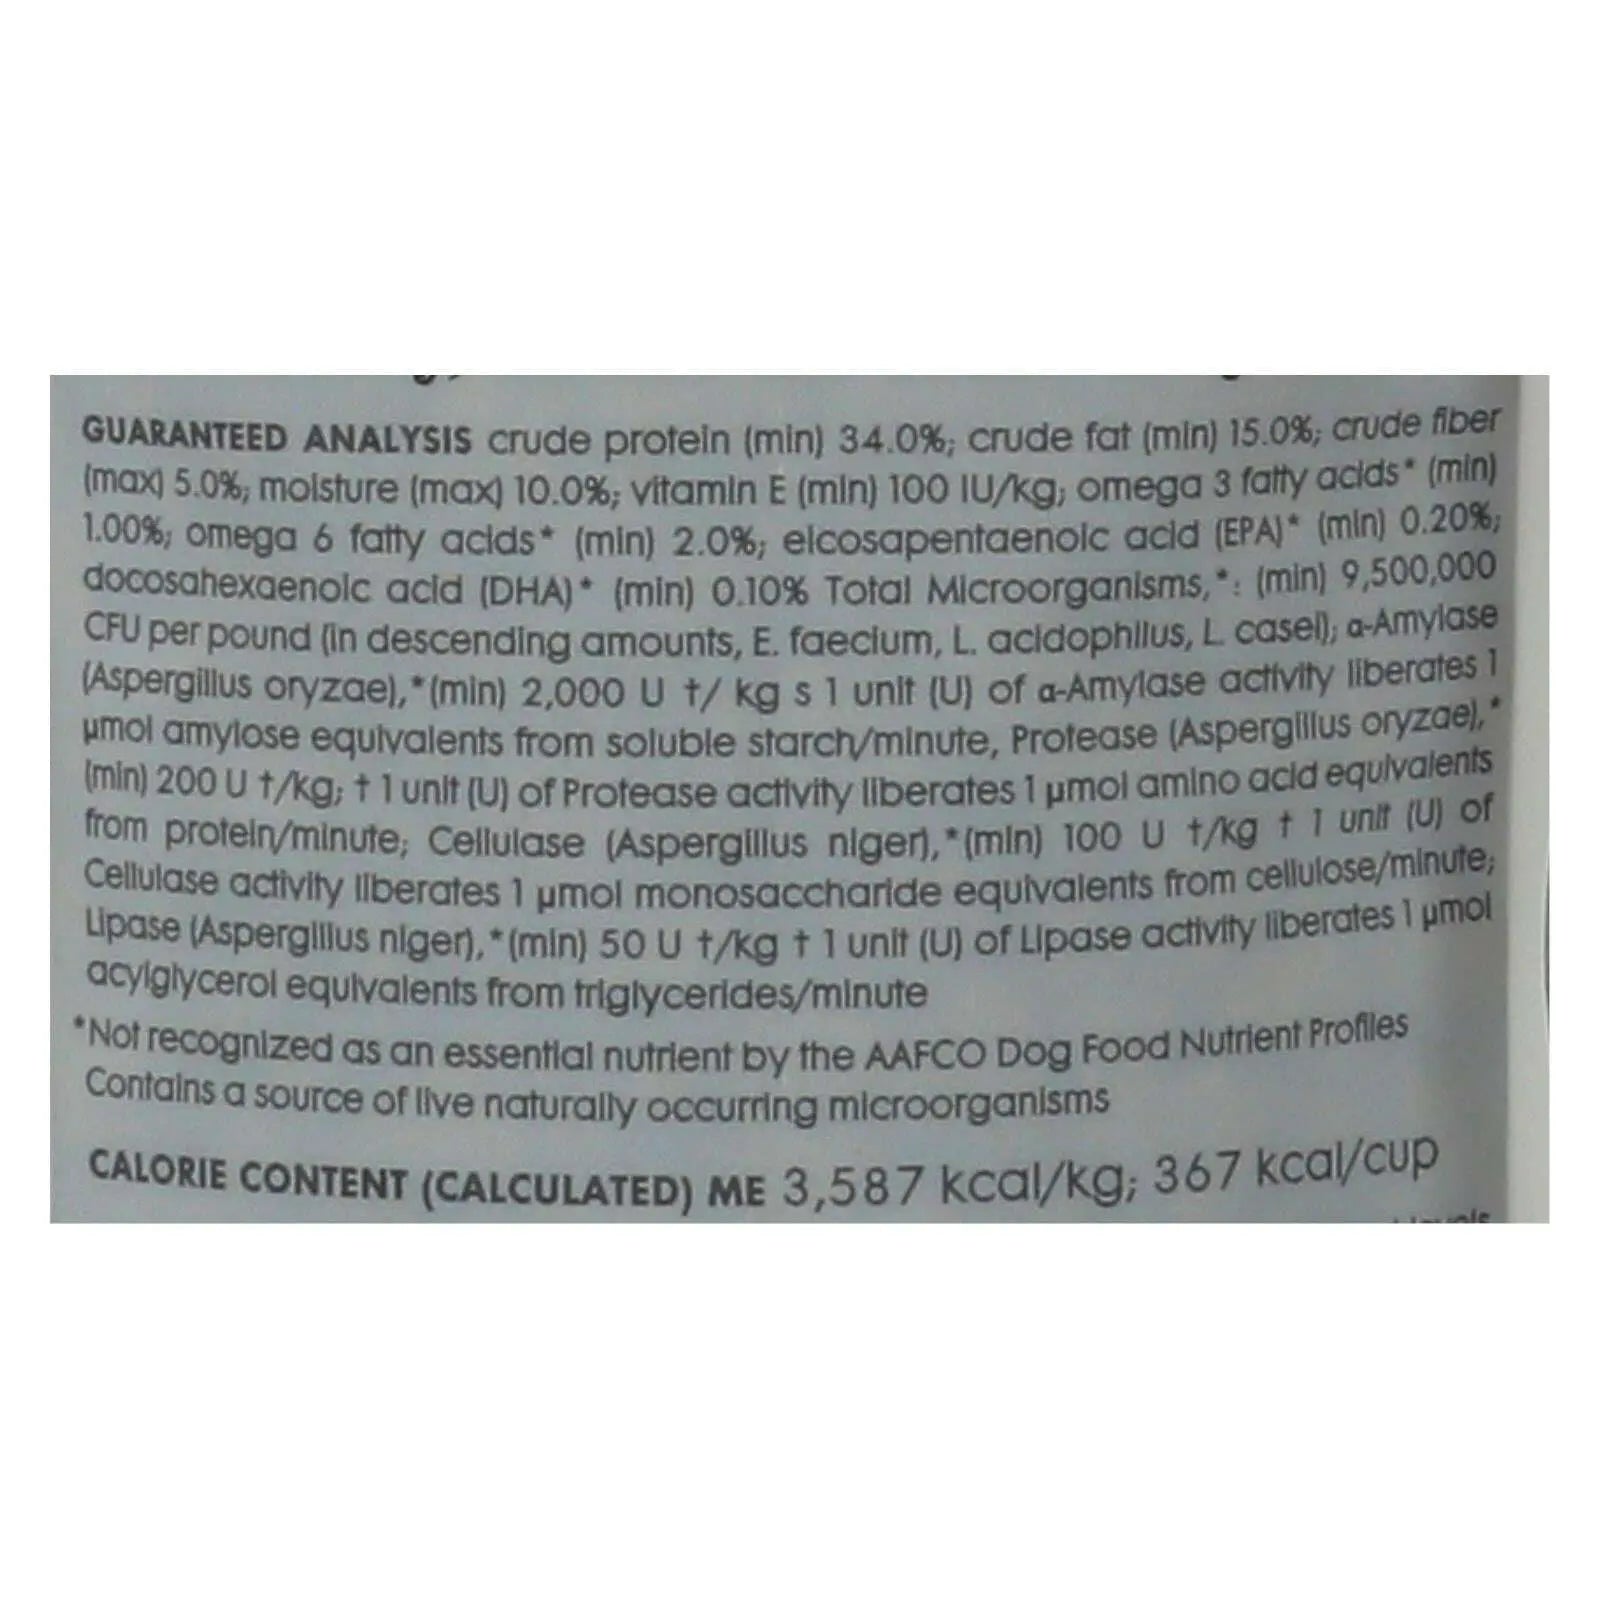 GUARANTEED ANALYSIS crude protein (min) 34.0%; crude fat (min) 15.0%; crude fiber
(max) 5.0%; moisture (max) 10.0%; vitamin E (min) 100 IU/kg; omega 3 fatty acids* (min)
1.00%; omega 6 fatty acids* (min) 2.0%; eicosapentaenoic acid (EPA)* (min) 0.20%;
docosahexaenoic acid (DHA)* (min) 0.10% Total Microorganisms,*: (min) 9,500,000
CFU per pound (in descending amounts, E. faecium, L. acidophilus, L. casei); α-Amylase
(Aspergillus oryzae),*(min) 2,000 U †/ kg s 1 unit (U) of α-Amylase activity liberates 1
µmol amylose equivalents from soluble starch/minute, Protease (Aspergillus oryzae),*
(min) 200 U †/kg; † 1 unit (U) of Protease activity liberates 1 µmol amino acid equivalents
from protein/minute; Cellulase (Aspergillus niger),*(min) 100 U †/kg † 1 unit (U) of
Cellulase activity liberates 1 µmol monosaccharide equivalents from cellulose/minute;
Lipase (Aspergillus niger),*(min) 50 U †/kg † 1 unit (U) of Lipase activity liberates 1 µmol
acylglycerol equivalents from triglycerides/minute
*Not recognized as an essential nutrient by the AAFCO Dog Food Nutrient Profiles
Contains a source of live naturally occurring microorganisms
CALORIE CONTENT (CALCULATED) ME 3,587 kcal/kg; 367 kcal/cup